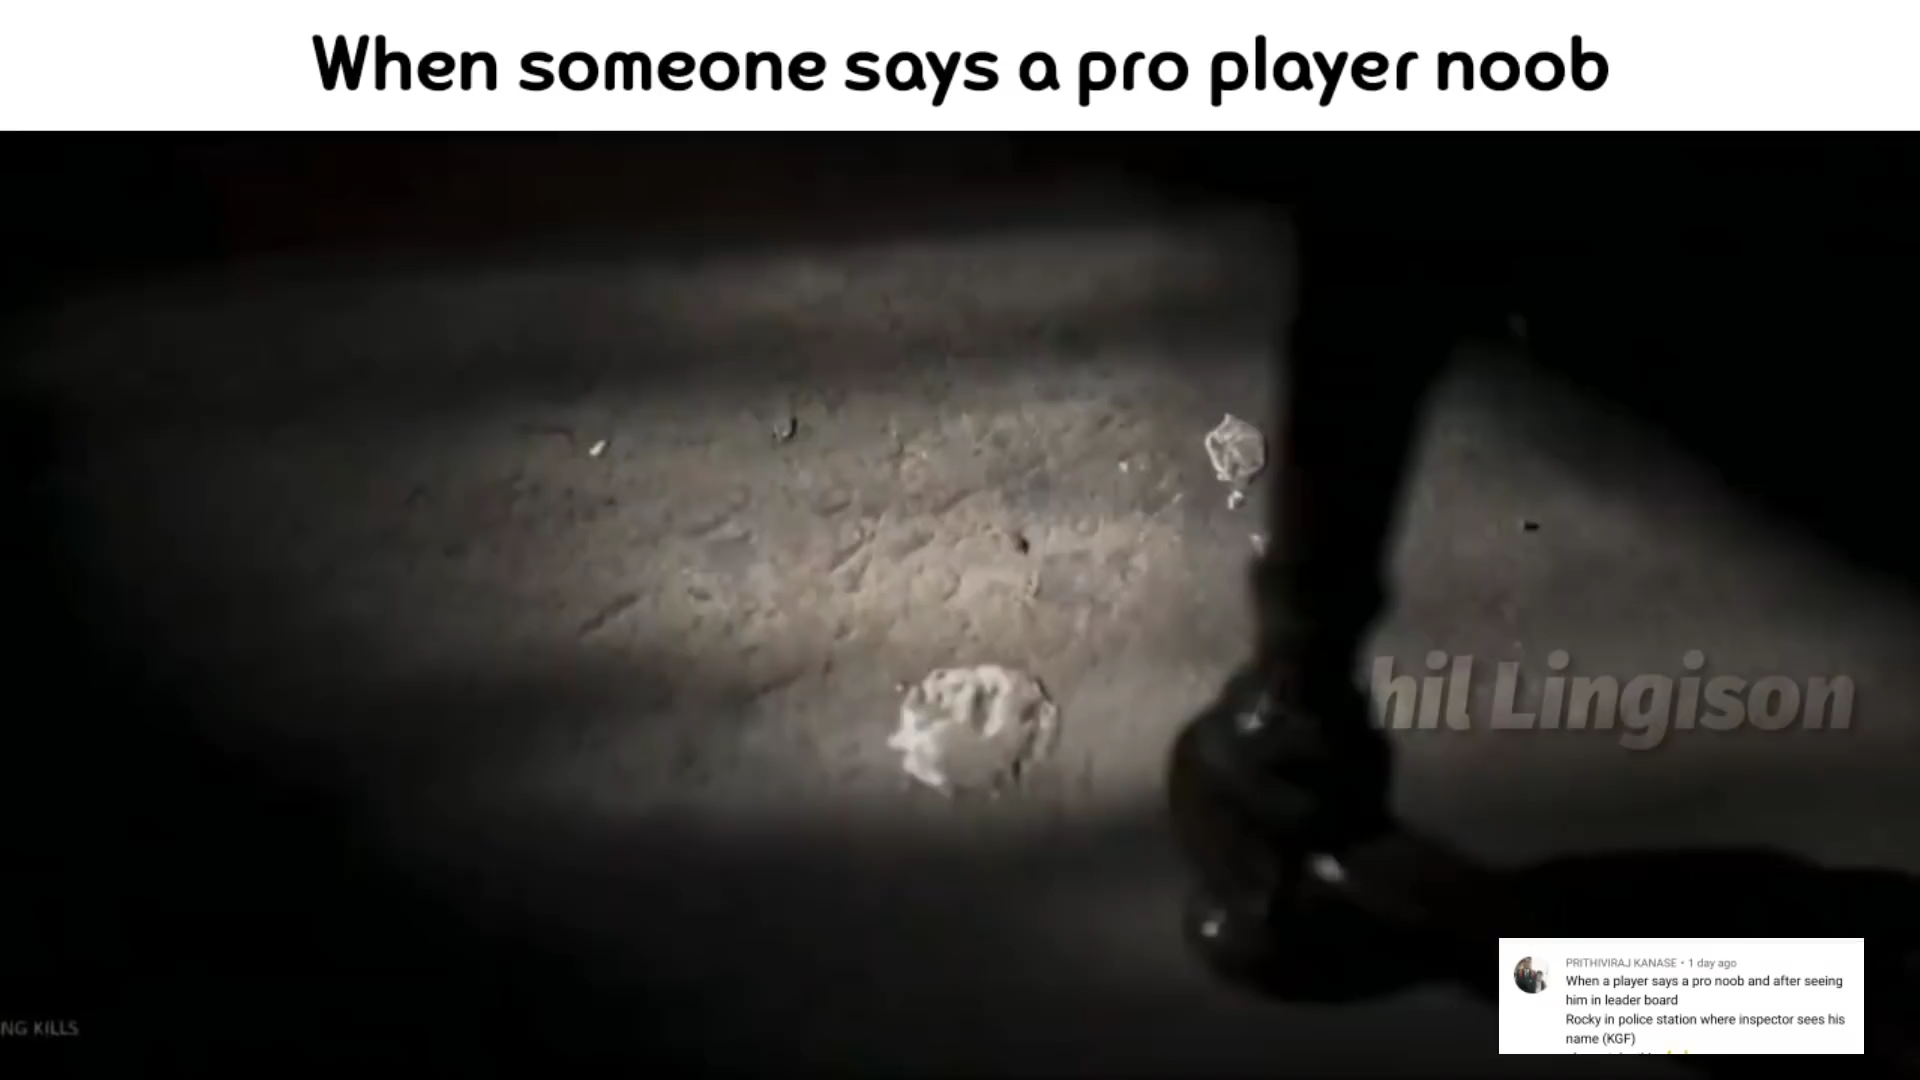 When someone says a pro player noob
hil Lingison
PRITHIVIRAJ KANASE • 1 day ago
When a player says a pro noob and after seeing
him in leader board
Rocky in police station where inspector sees his
name (KGF)
NG KILLS